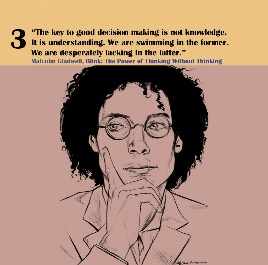 3 “The key to good decision making is not knowledge.
It is understanding. We are swimming in the former.
We are desperately lacking in the latter.”
Malcolm Gladwell, Blink: The Power of Thinking Without Thinking